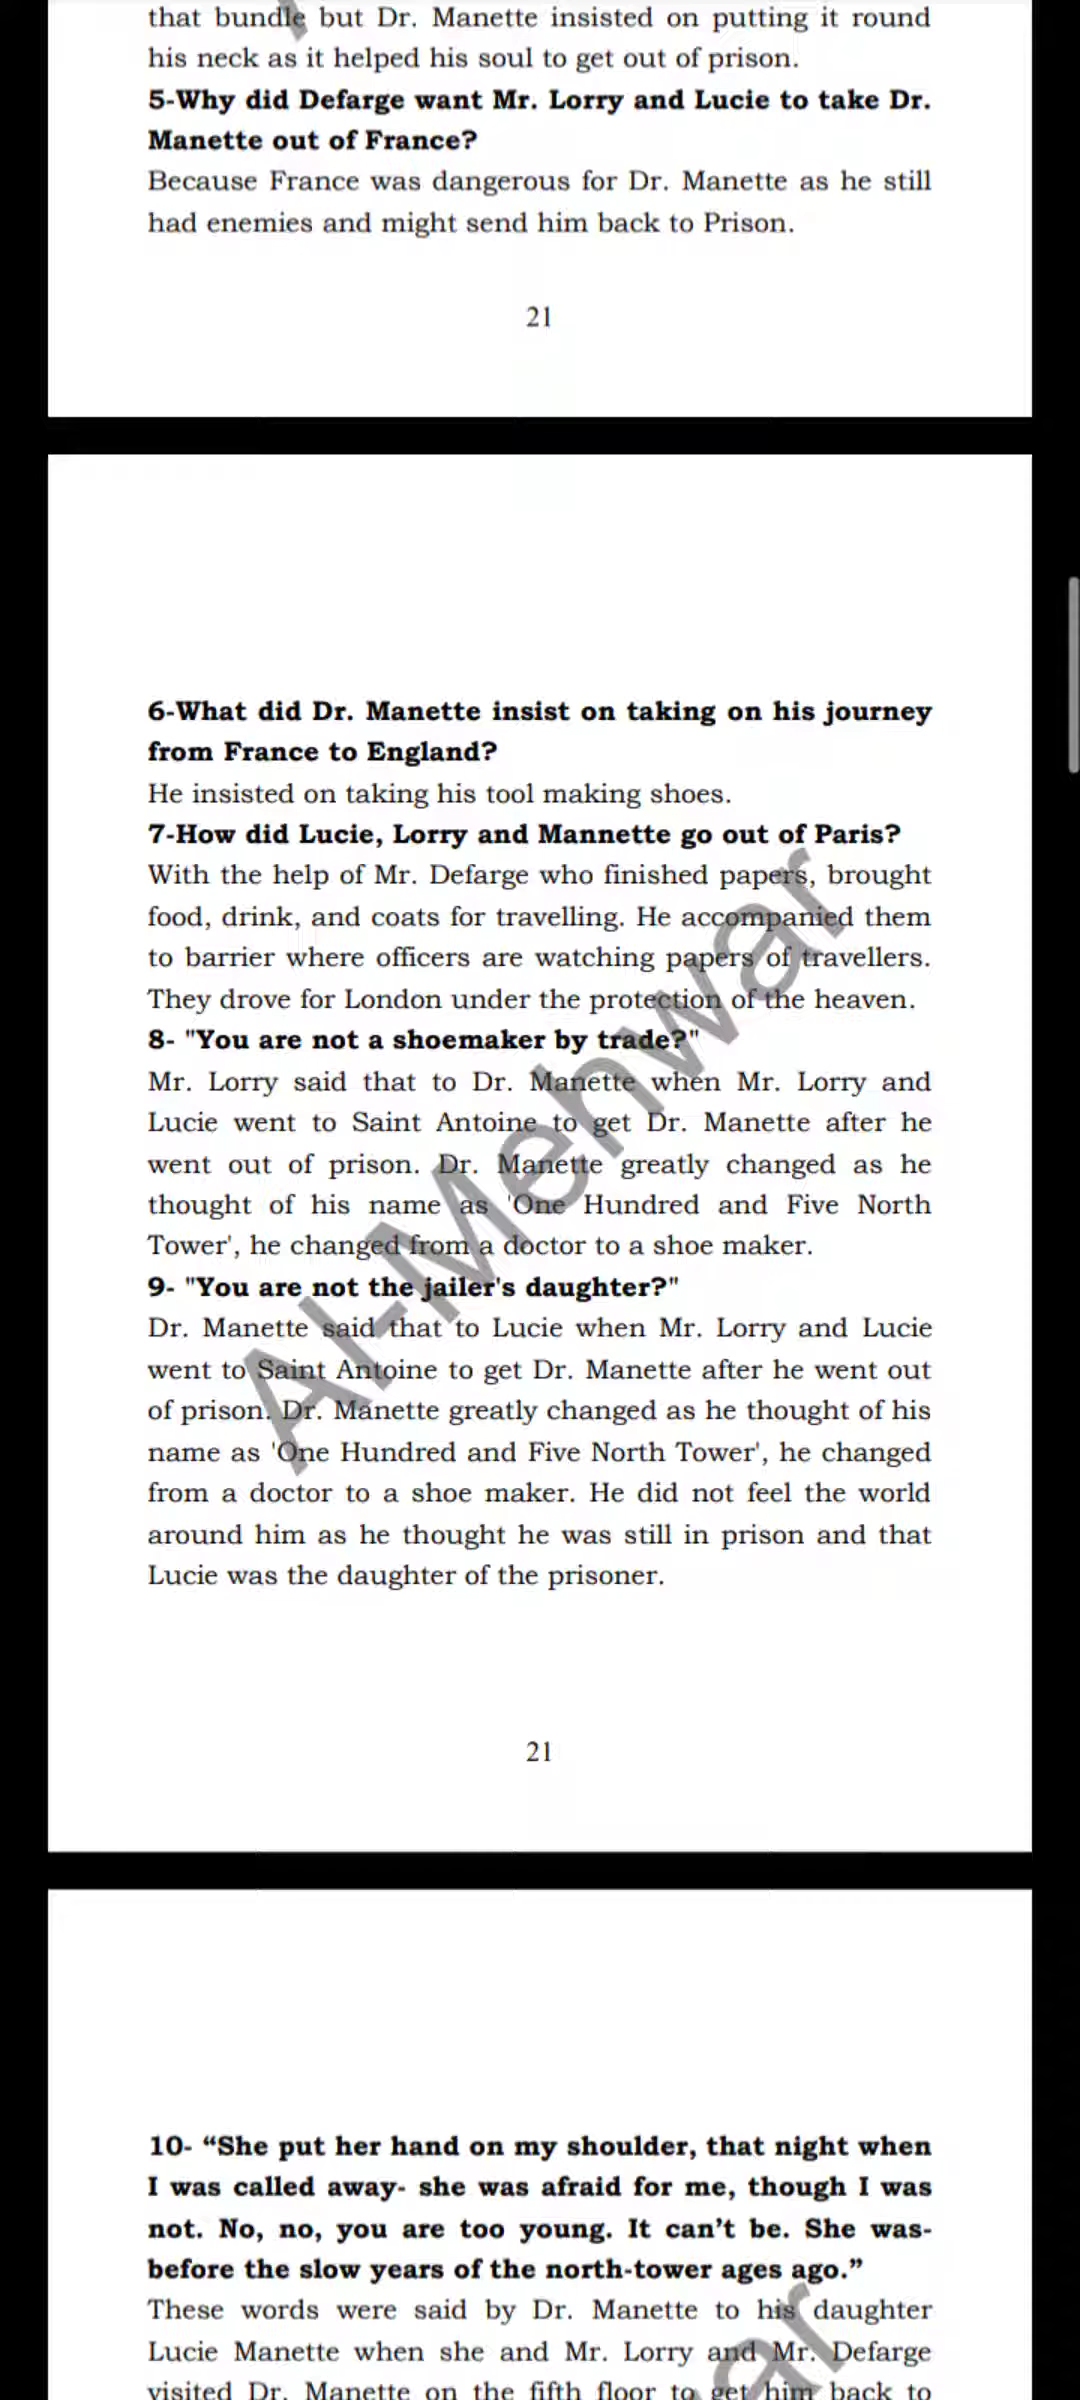 that bundle but Dr. Manette insisted on putting it round
his neck as it helped his soul to get out of prison.
5-Why did Defarge want Mr. Lorry and Lucie to take Dr.
Manette out of France?
Because France was dangerous for Dr. Manette as he still
had enemies and might send him back to Prison.
21
6-What did Dr. Manette insist on taking on his journey
from France to England?
He insisted on taking his tool making shoes.
7-How did Lucie, Lorry and Mannette go out of Paris?
With the help of Mr. Defarge who finished papers, brought
food, drink, and coats for travelling. He accompanied them
to barrier where officers are watching papers of travellers.
They drove for London under the protection of the heaven.
8- "You are not a shoemaker by trade?"
Mr. Lorry said that to Dr. Manette when Mr. Lorry and
Lucie went to Saint Antoine to get Dr. Manette after he
went out of prison. Dr. Manette greatly changed as he
thought of his name as 'One Hundred and Five North
Tower', he changed from a doctor to a shoe maker.
9- "You are not the jailer's daughter?"
Dr. Manette said that to Lucie when Mr. Lorry and Lucie
went to Saint Antoine to get Dr. Manette after he went out
of prison. Dr. Manette greatly changed as he thought of his
name as 'One Hundred and Five North Tower', he changed
from a doctor to a shoe maker. He did not feel the world
around him as he thought he was still in prison and that
Lucie was the daughter of the prisoner.
Al-Mehwar
21
10- “She put her hand on my shoulder, that night when
I was called away- she was afraid for me, though I was
not. No, no, you are too young. It can’t be. She was-
before the slow years of the north-tower ages ago.”
These words were said by Dr. Manette to his daughter
Lucie Manette when she and Mr. Lorry and Mr. Defarge
visited Dr. Manette on the fifth floor to get him back to